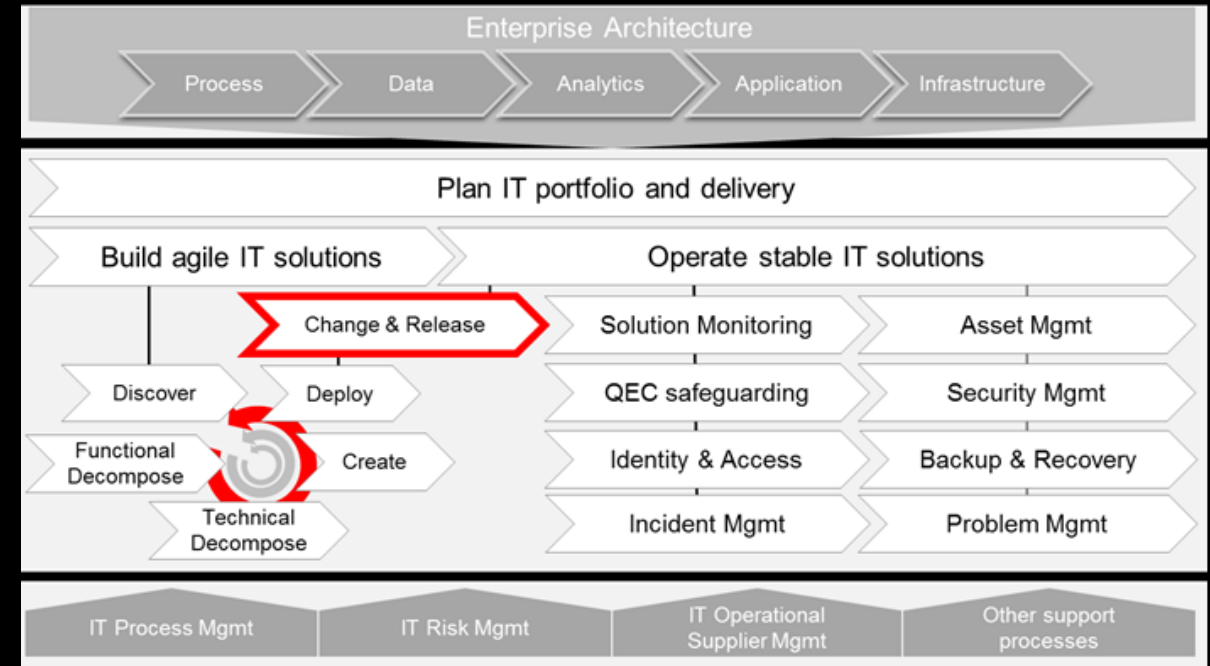 Enterprise Architecture
Process
Data
Analytics
Application
Infrastructure
Plan IT portfolio and delivery
Build agile IT solutions
Operate stable IT solutions
Change & Release
Solution Monitoring
Asset Mgmt
Discover
Deploy
QEC safeguarding
Security Mgmt
Functional
Decompose
Create
Identity & Access
Backup & Recovery
Technical
Decompose
Incident Mgmt
Problem Mgmt
IT Process Mgmt
IT Risk Mgmt
IT Operational
Supplier Mgmt
Other support
processes